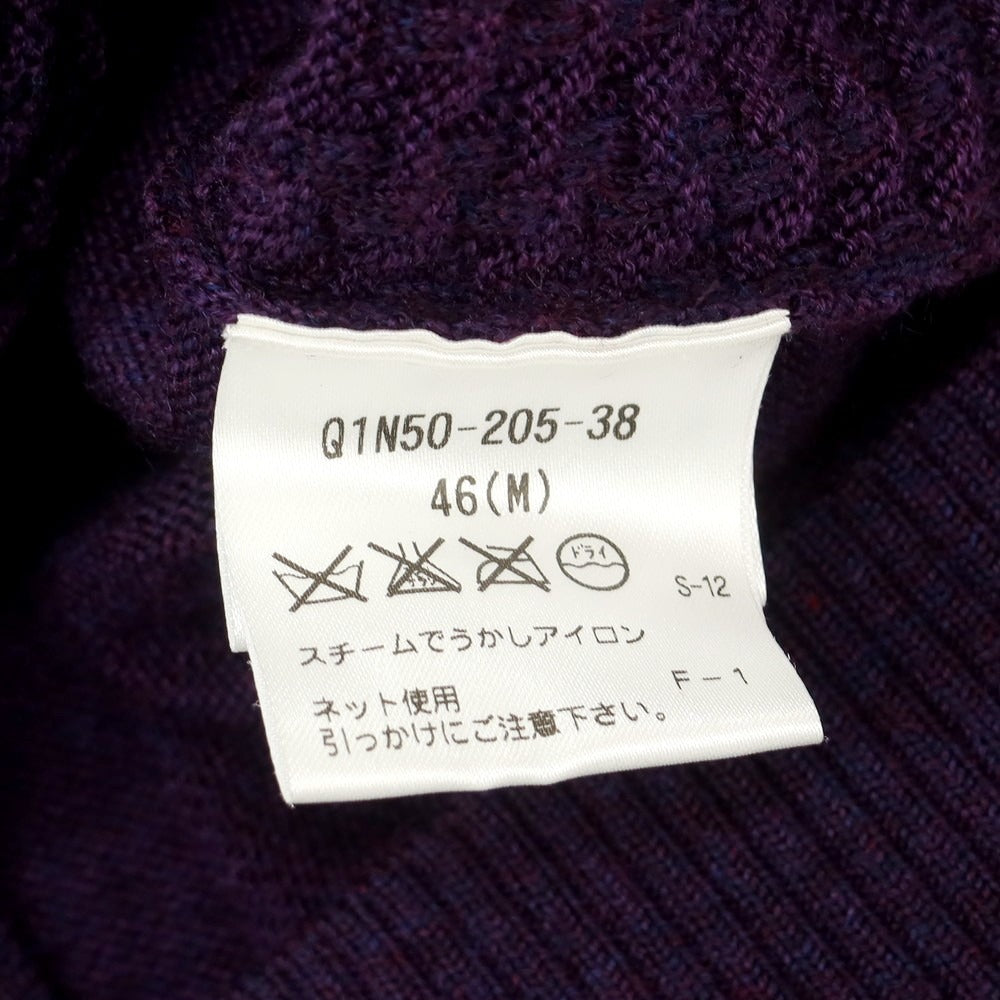 Q1N50-205-38
46(M)
ドライ
S-12
スチームでうかしアイロン
F-1
ネット使用
引っかけにご注意下さい。